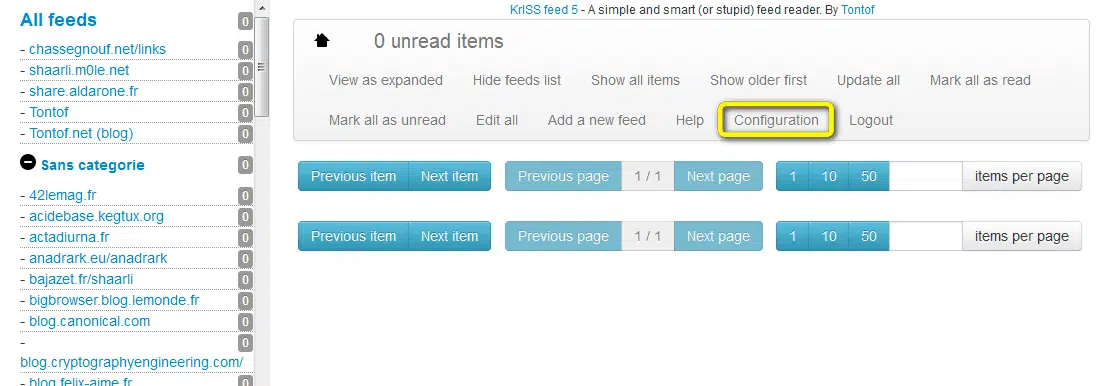 All feeds 0
- chassegnouf.net/links 0
- shaarli.m0le.net 0
- share.aldarone.fr 0
- Tontof 0
- Tontof.net (blog) 0
Sans categorie 0
- 42lemag.fr 0
- acidebase.kegtux.org 0
- actadiurna.fr 0
- anadrark.eu/anadrark 0
- bajazet.fr/shaarli 0
- bigbrowser.blog.lemonde.fr 0
- blog.canonical.com 0
-
blog.cryptographyengineering.com/ 0
- blog.felix-aime.fr 0
KrISS feed 5 - A simple and smart (or stupid) feed reader. By Tontof
0 unread items
View as expanded Hide feeds list Show all items Show older first Update all Mark all as read
Mark all as unread Edit all Add a new feed Help Configuration Logout
Previous item Next item Previous page 1 / 1 Next page 1 10 50 items per page
Previous item Next item Previous page 1 / 1 Next page 1 10 50 items per page